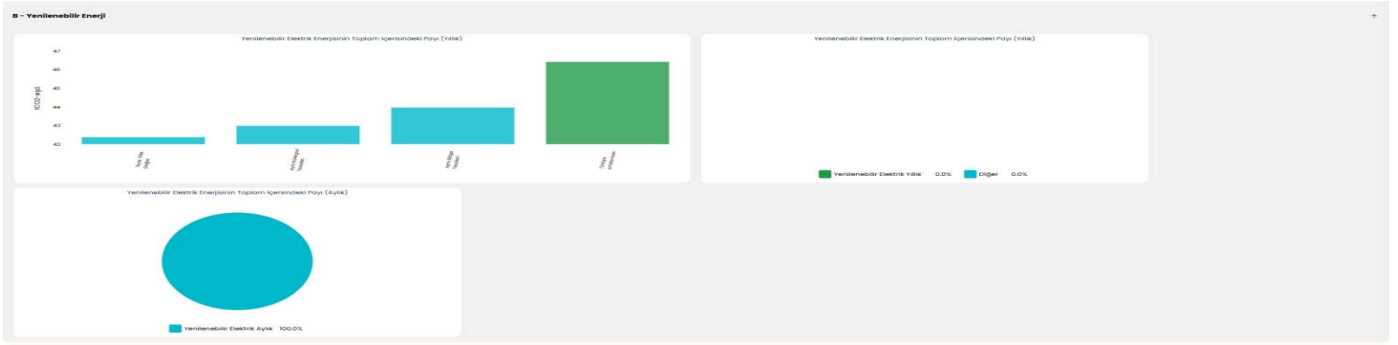 B - Yenilenebilir Enerji
Yenilenebilir Elektrik Enerjisinin Toplam İçerisindeki Payı (Yıllık)
47
46
45
44
43
42
tCO2-eşd.
Yenilenebilir Elektrik Enerjisinin Toplam İçerisindeki Payı (Yıllık)
Yenilenebilir Elektrik Yıllık 0.0% Diğer 0.0%
Yenilenebilir Elektrik Enerjisinin Toplam İçerisindeki Payı (Aylık)
Yenilenebilir Elektrik Aylık 100.0%